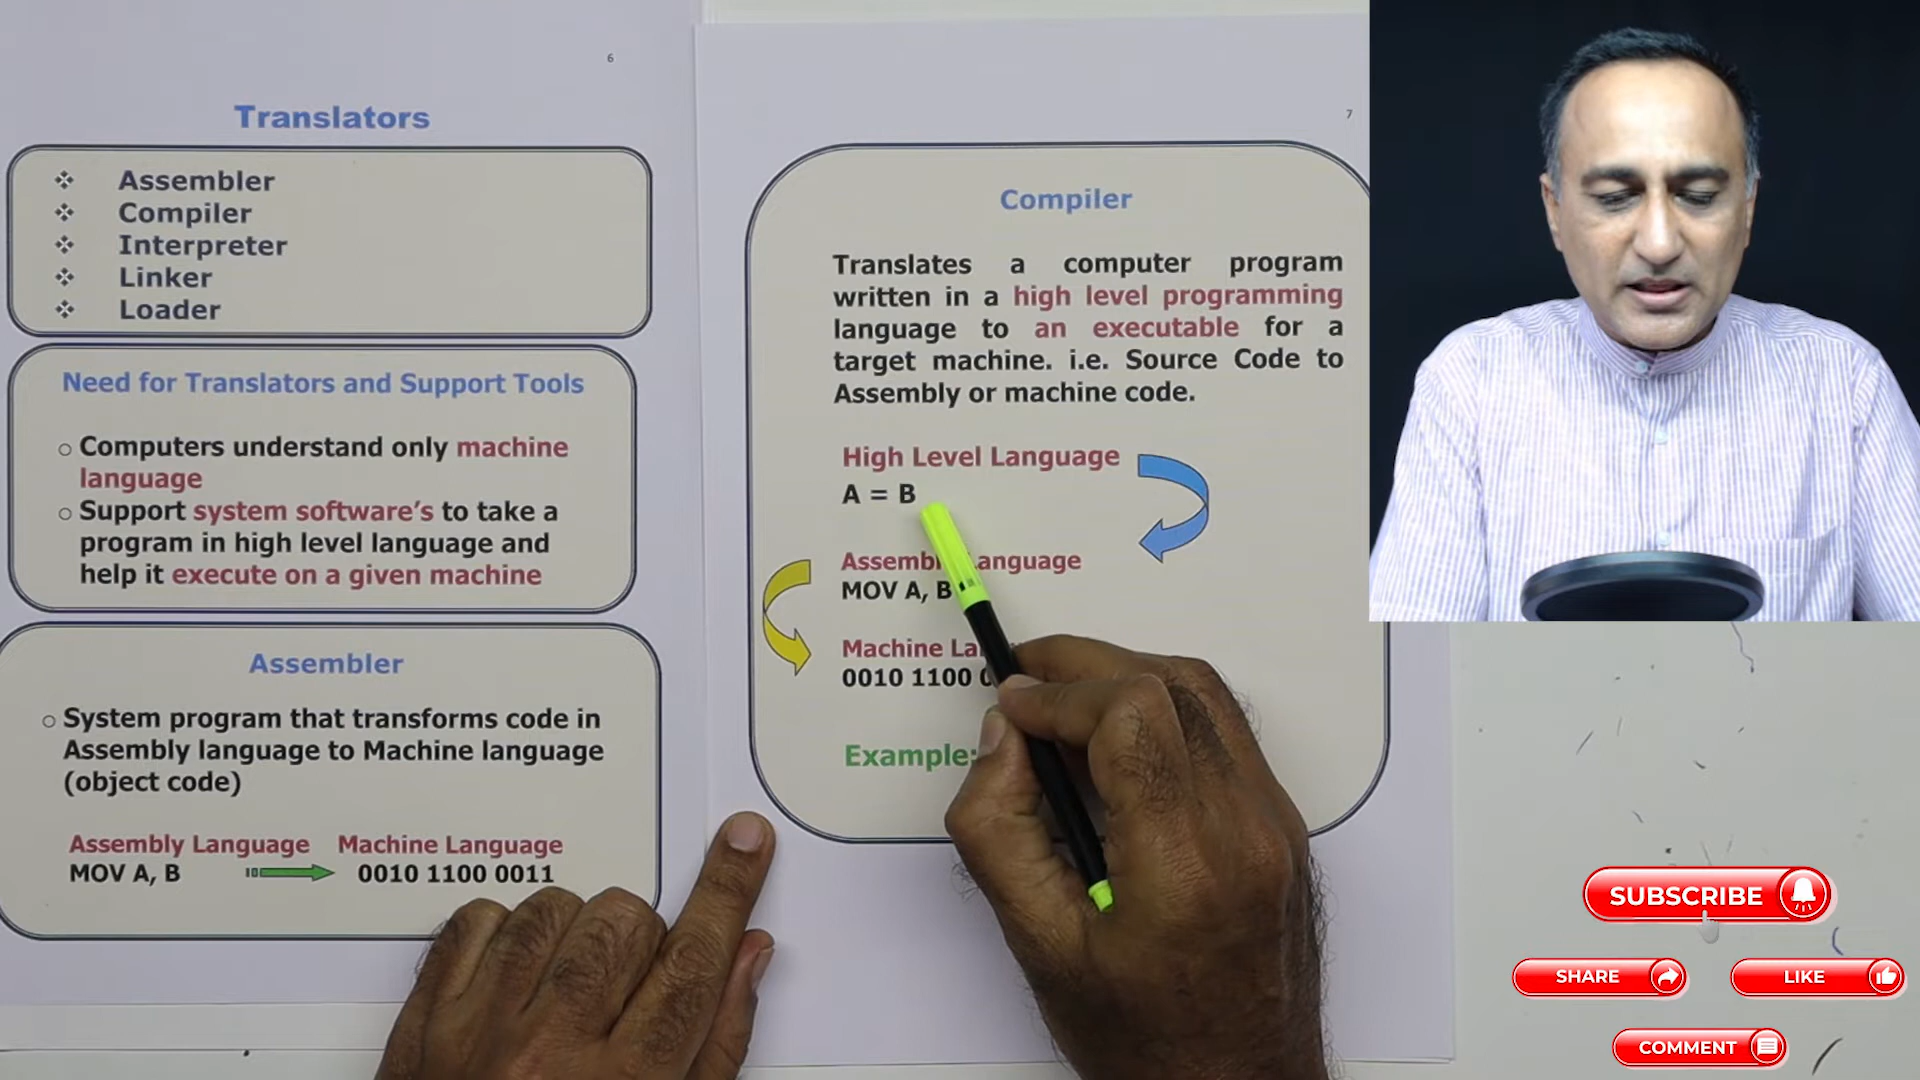 6
Translators
Assembler
Compiler
Interpreter
Linker
Loader
Need for Translators and Support Tools
Computers understand only machine
language
Support system software's to take a
program in high level language and
help it execute on a given machine
Assembler
System program that transforms code in
Assembly language to Machine language
(object code)
Assembly Language Machine Language
MOV A, B 0010 1100 0011
7
Compiler
Translates a computer program
written in a high level programming
language to an executable for a
target machine. i.e. Source Code to
Assembly or machine code.
High Level Language
A = B
Language
MOV A, B
Machine
0010 1100
Example:
SUBSCRIBE
SHARE
LIKE
COMMENT